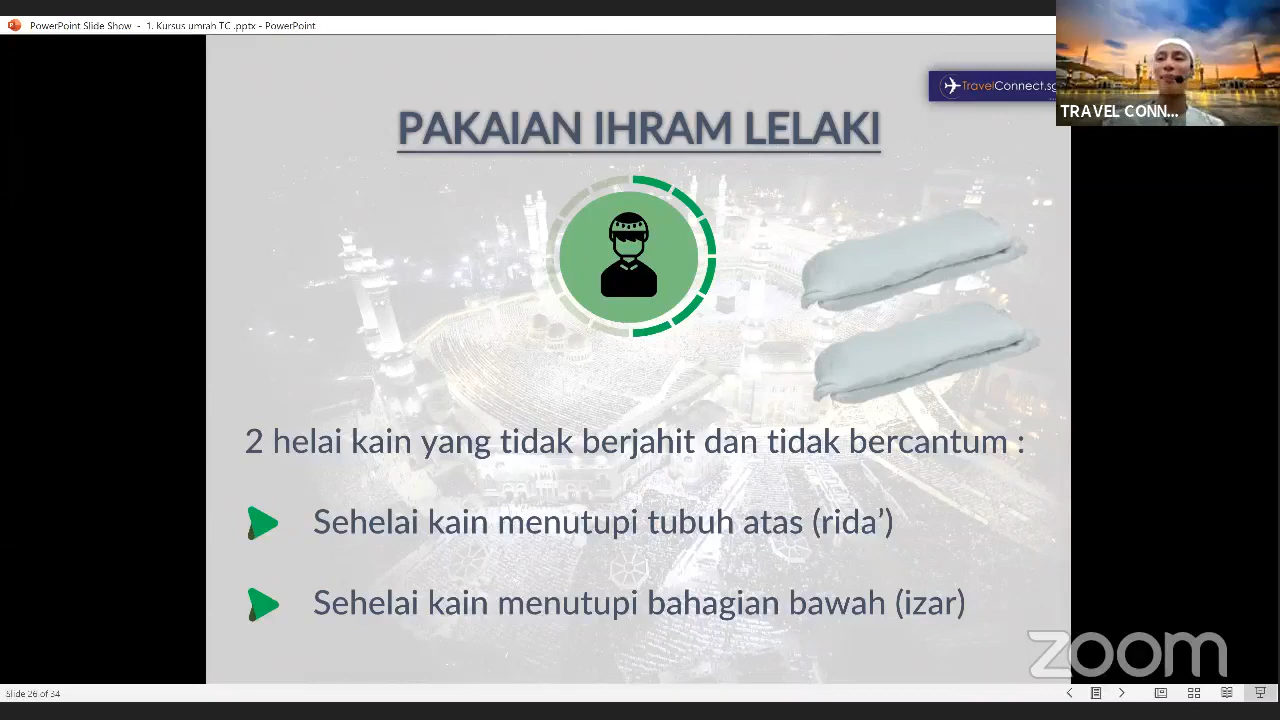 PowerPoint Slide Show - 1. Kursus umrah TC .pptx - PowerPoint
TravelConnect.sg
TRAVEL CONN...
PAKAIAN IHRAM LELAKI
2 helai kain yang tidak berjahit dan tidak bercantum :
Sehelai kain menutupi tubuh atas (rida’)
Sehelai kain menutupi bahagian bawah (izar)
zoom
Slide 26 of 34